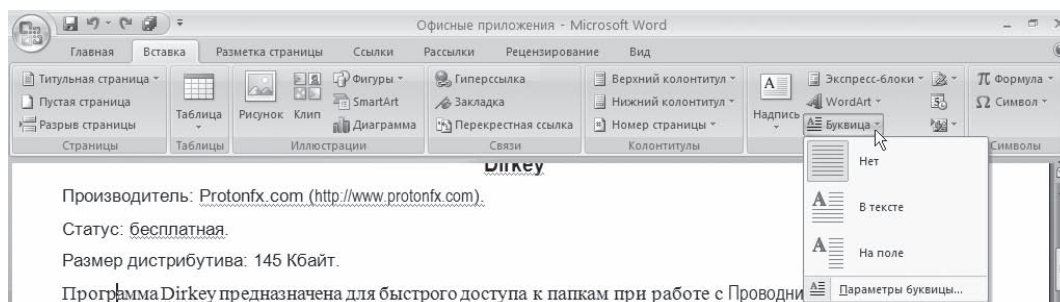 Офисные приложения - Microsoft Word
Главная Вставка Разметка страницы Ссылки Рассылки Рецензирование Вид
Титульная страница
Пустая страница
Разрыв страницы
Страницы
Таблица
Таблицы
Рисунок Клип
Фигуры
SmartArt
Диаграмма
Иллюстрации
Гиперссылка
Закладка
Перекрестная ссылка
Связи
Верхний колонтитул
Нижний колонтитул
Номер страницы
Колонтитулы
Надпись
Экспресс-блоки
WordArt
Буквица
Формула
Символ
Символы
Нет
В тексте
На поле
Параметры буквицы...
Dirkey
Производитель: Protonfx.com (http://www.protonfx.com).
Статус: бесплатная.
Размер дистрибутива: 145 Кбайт.
Программа Dirkey предназначена для быстрого доступа к папкам при работе с